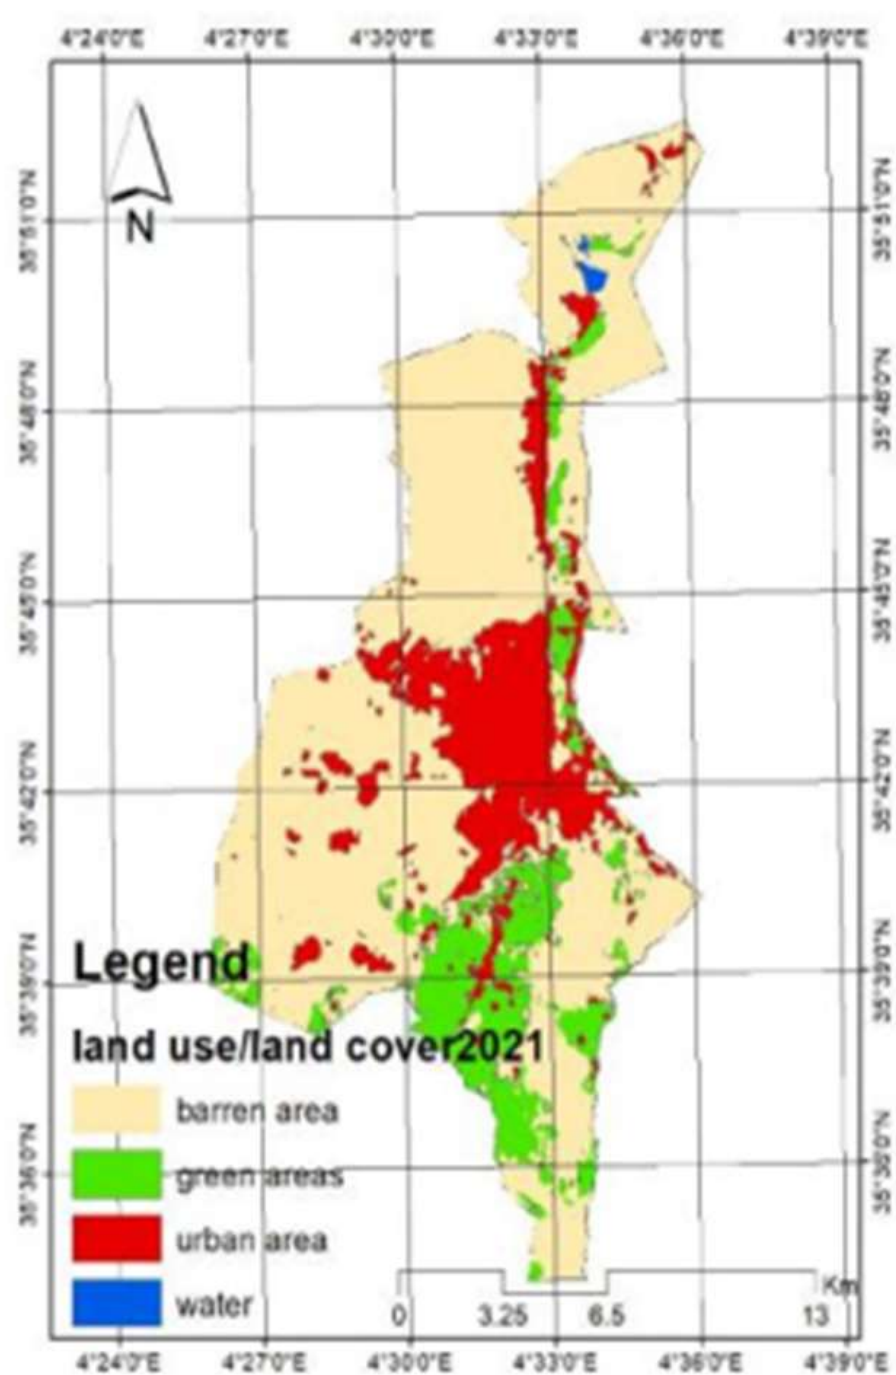 4°24'0"E 4°27'0"E 4°30'0"E 4°33'0"E 4°36'0"E 4°39'0"E
N
35°51'0"N 35°51'0"N
35°48'0"N 35°48'0"N
35°45'0"N 35°45'0"N
35°42'0"N 35°42'0"N
35°39'0"N 35°39'0"N
35°36'0"N 35°36'0"N
Legend
land use/land cover2021
barren area
green areas
urban area
water
Km
0 3.25 6.5 13
4°24'0"E 4°27'0"E 4°30'0"E 4°33'0"E 4°36'0"E 4°39'0"E